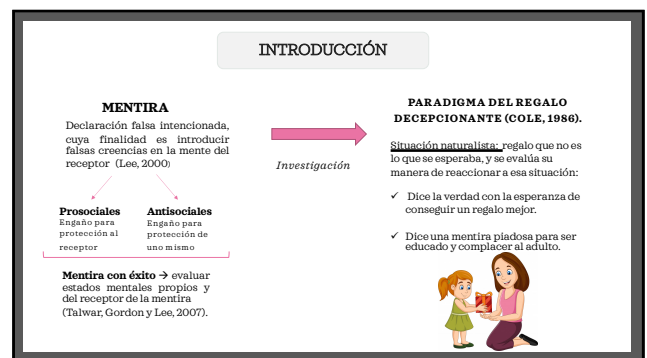 INTRODUCCIÓN
MENTIRA
Declaración falsa intencionada,
cuya finalidad es introducir
falsas creencias en la mente del
receptor (Lee, 2000)
Prosociales
Engaño para
protección al
receptor
Antisociales
Engaño para
protección de
uno mismo
Mentira con éxito → evaluar
estados mentales propios y
del receptor de la mentira
(Talwar, Gordon y Lee, 2007).
Investigación
PARADIGMA DEL REGALO
DECEPCIONANTE (COLE, 1986).
Situación naturalista: regalo que no es
lo que se esperaba, y se evalúa su
manera de reaccionar a esa situación:
✓ Dice la verdad con la esperanza de
conseguir un regalo mejor.
✓ Dice una mentira piadosa para ser
educado y complacer al adulto.